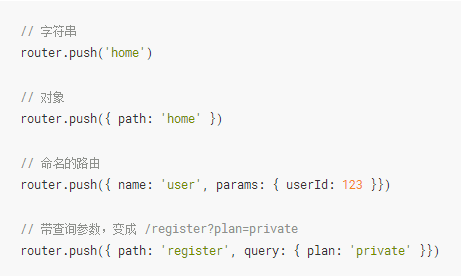 // 字符串
router.push('home')
// 对象
router.push({ path: 'home' })
// 命名的路由
router.push({ name: 'user', params: { userId: 123 }})
// 带查询参数，变成 /register?plan=private
router.push({ path: 'register', query: { plan: 'private' }})